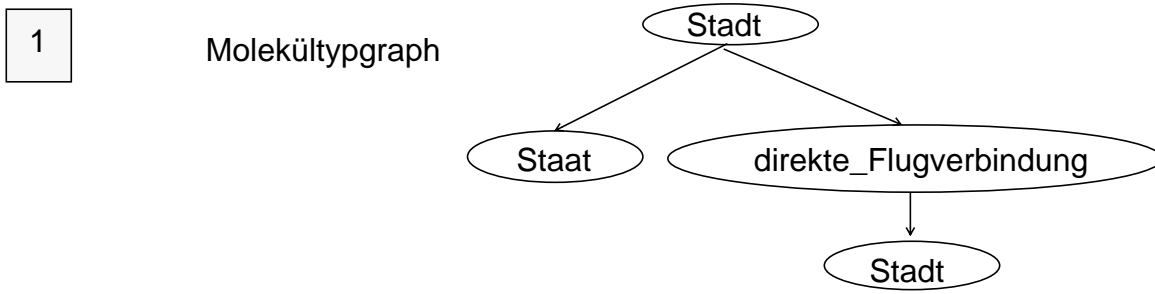 1
Molekültypgraph
Stadt
Staat
direkte_Flugverbindung
Stadt